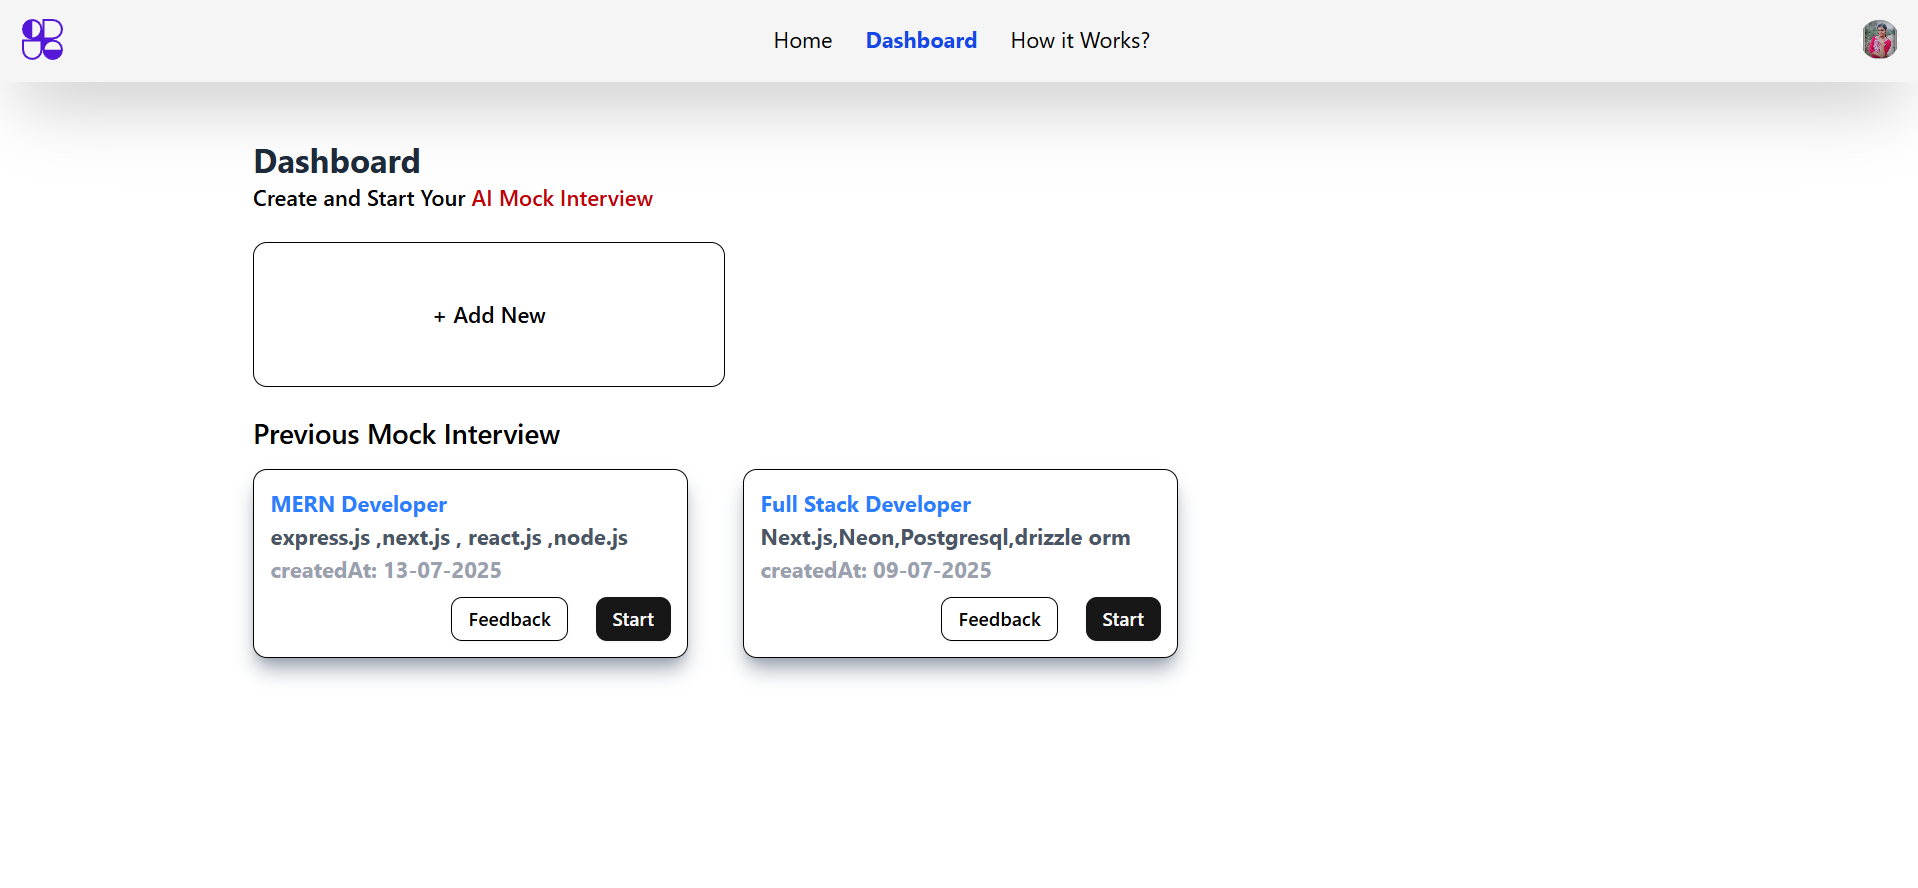 Home Dashboard How it Works?
Dashboard
Create and Start Your AI Mock Interview
+ Add New
Previous Mock Interview
MERN Developer
express.js ,next.js , react.js ,node.js
createdAt: 13-07-2025
Feedback Start
Full Stack Developer
Next.js,Neon,Postgresql,drizzle orm
createdAt: 09-07-2025
Feedback Start